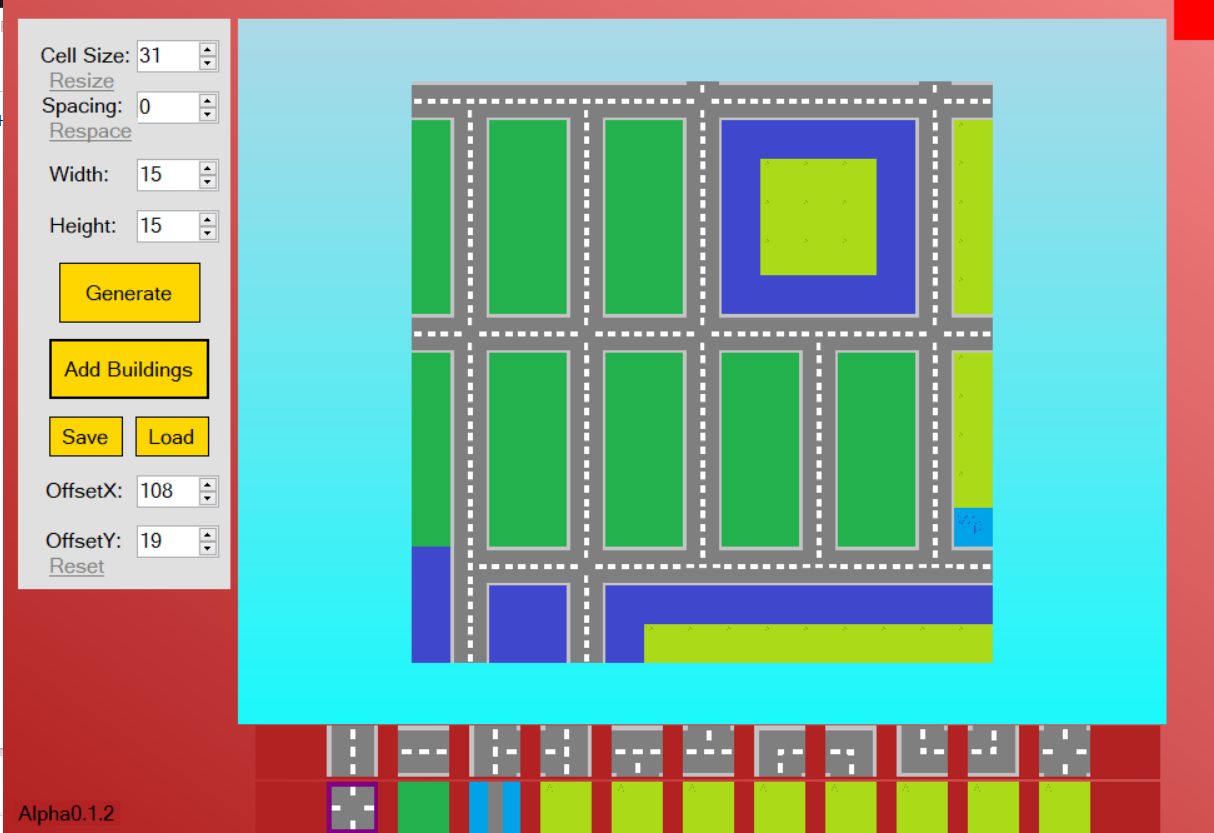 Cell Size: 31
Resize
Spacing: 0
Respace
Width: 15
Height: 15
Generate
Add Buildings
Save Load
OffsetX: 108
OffsetY: 19
Reset
Alpha0.1.2